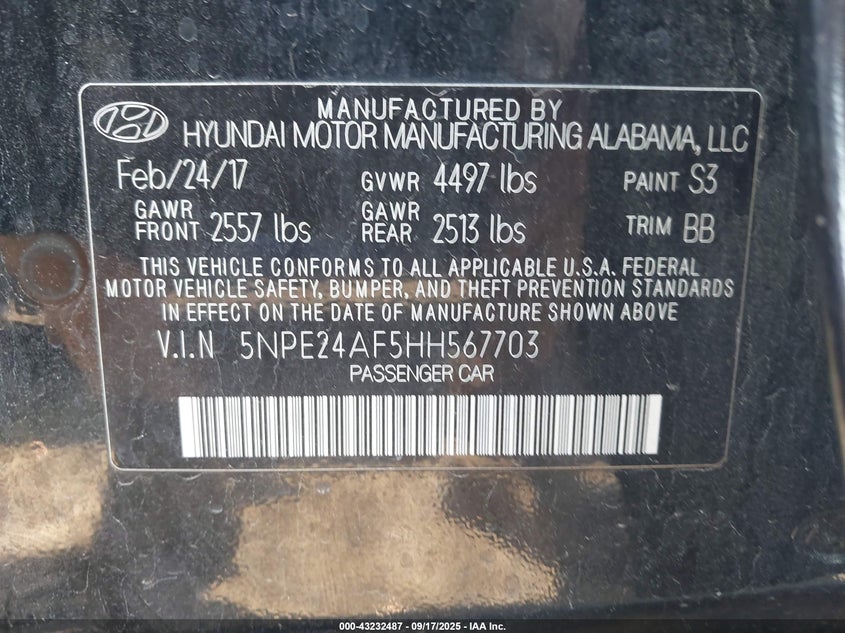 MANUFACTURED BY
HYUNDAI MOTOR MANUFACTURING ALABAMA, LLC
Feb/24/17 GVWR 4497 lbs PAINT S3
GAWR FRONT 2557 lbs GAWR REAR 2513 lbs TRIM BB
THIS VEHICLE CONFORMS TO ALL APPLICABLE U.S.A. FEDERAL
MOTOR VEHICLE SAFETY, BUMPER, AND THEFT PREVENTION STANDARDS
IN EFFECT ON THE DATE OF MANUFACTURE SHOWN ABOVE
V.I.N 5NPE24AF5HH567703
PASSENGER CAR
000-43232487 - 09/17/2025 - IAA Inc.